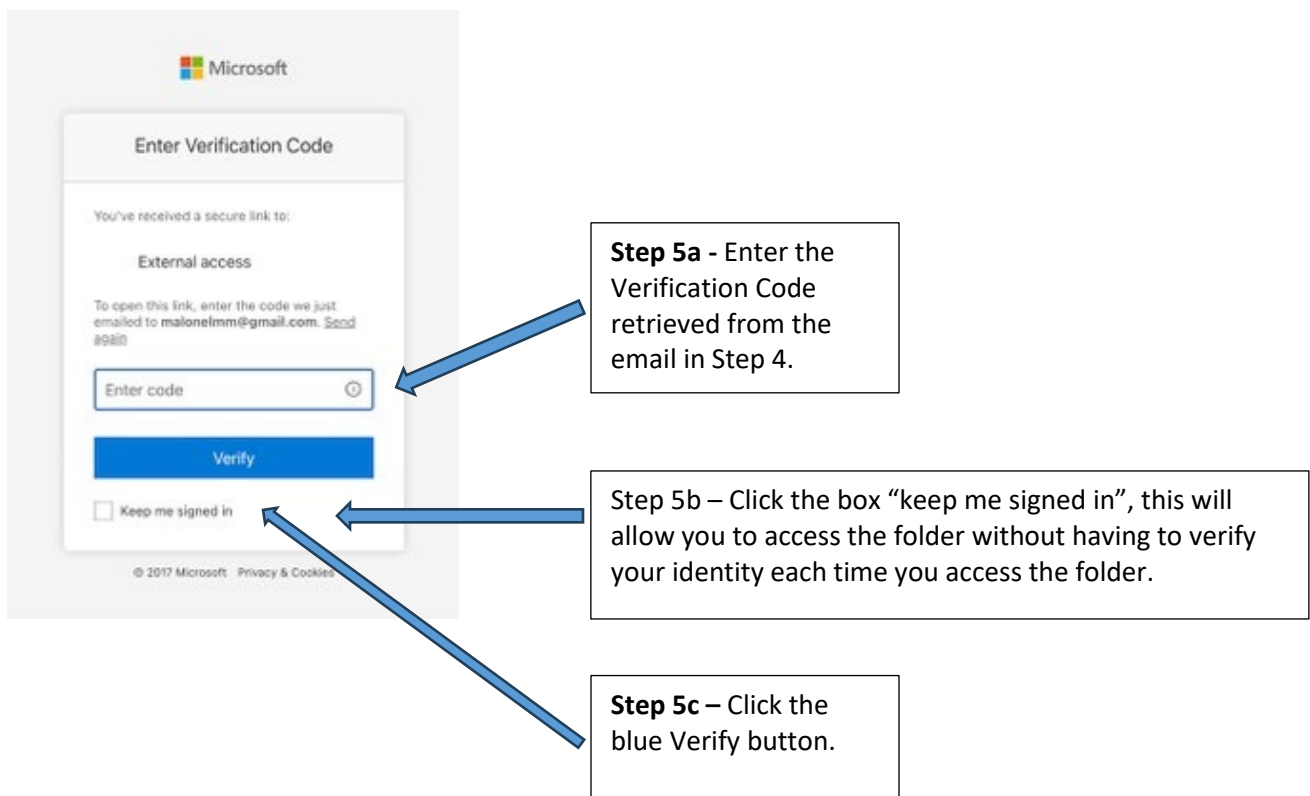 Microsoft
Enter Verification Code
You've received a secure link to:
External access
To open this link, enter the code we just
emailed to malonelmm@gmail.com. Send
again
Enter code
Verify
Keep me signed in
© 2017 Microsoft Privacy & Cookies
Step 5a - Enter the
Verification Code
retrieved from the
email in Step 4.
Step 5b – Click the box “keep me signed in”, this will
allow you to access the folder without having to verify
your identity each time you access the folder.
Step 5c – Click the
blue Verify button.